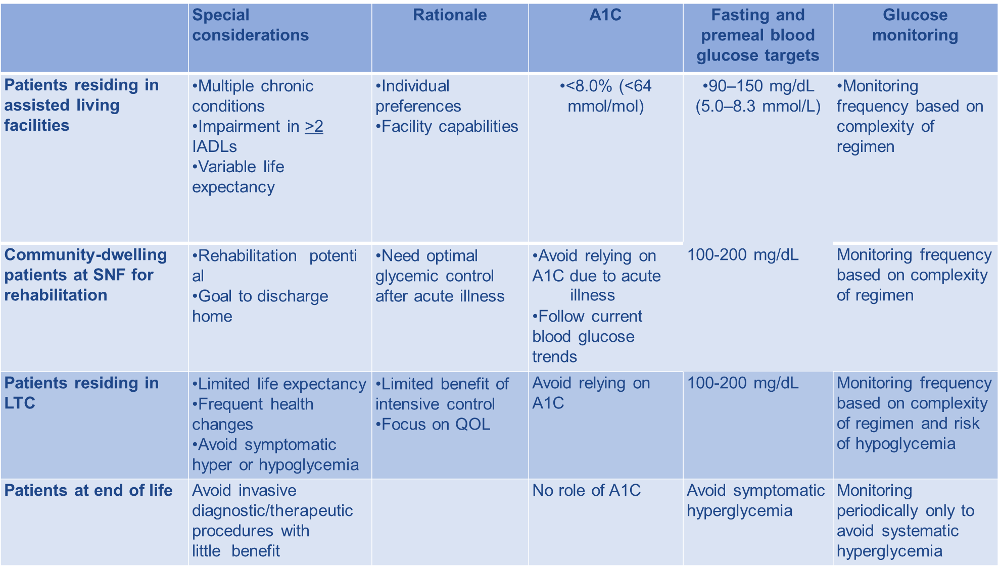 Special
considerations
Rationale
A1C
Fasting and
premeal blood
glucose targets
Glucose
monitoring
Patients residing in
assisted living
facilities
•Multiple chronic
conditions
•Impairment in >2
IADLs
•Variable life
expectancy
•Individual
preferences
•Facility capabilities
•<8.0% (<64
mmol/mol)
•90–150 mg/dL
(5.0–8.3 mmol/L)
•Monitoring
frequency based on
complexity of
regimen
Community-dwelling
patients at SNF for
rehabilitation
•Rehabilitation potenti
al
•Goal to discharge
home
•Need optimal
glycemic control
after acute illness
•Avoid relying on
A1C due to acute
illness
•Follow current
blood glucose
trends
100-200 mg/dL
Monitoring frequency
based on complexity
of regimen
Patients residing in
LTC
•Limited life expectancy
•Frequent health
changes
•Avoid symptomatic
hyper or hypoglycemia
•Limited benefit of
intensive control
•Focus on QOL
Avoid relying on
A1C
100-200 mg/dL
Monitoring frequency
based on complexity
of regimen and risk
of hypoglycemia
Patients at end of life
Avoid invasive
diagnostic/therapeutic
procedures with
little benefit
No role of A1C
Avoid symptomatic
hyperglycemia
Monitoring
periodically only to
avoid systematic
hyperglycemia